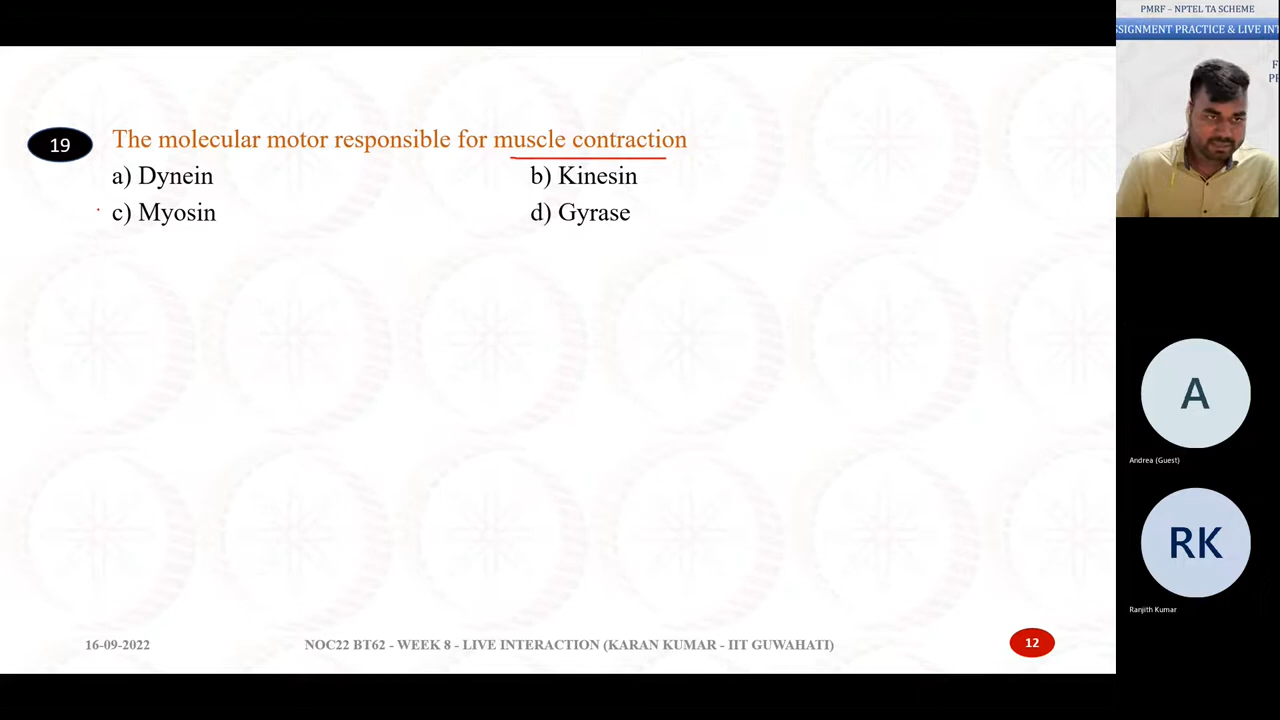 PMRF – NPTEL TA SCHEME
SIGNMENT PRACTICE & LIVE INT
F
PR
19
The molecular motor responsible for muscle contraction
a) Dynein b) Kinesin
c) Myosin d) Gyrase
A
Andrea (Guest)
RK
Ranjith Kumar
16-09-2022 NOC22 BT62 - WEEK 8 - LIVE INTERACTION (KARAN KUMAR - IIT GUWAHATI) 12